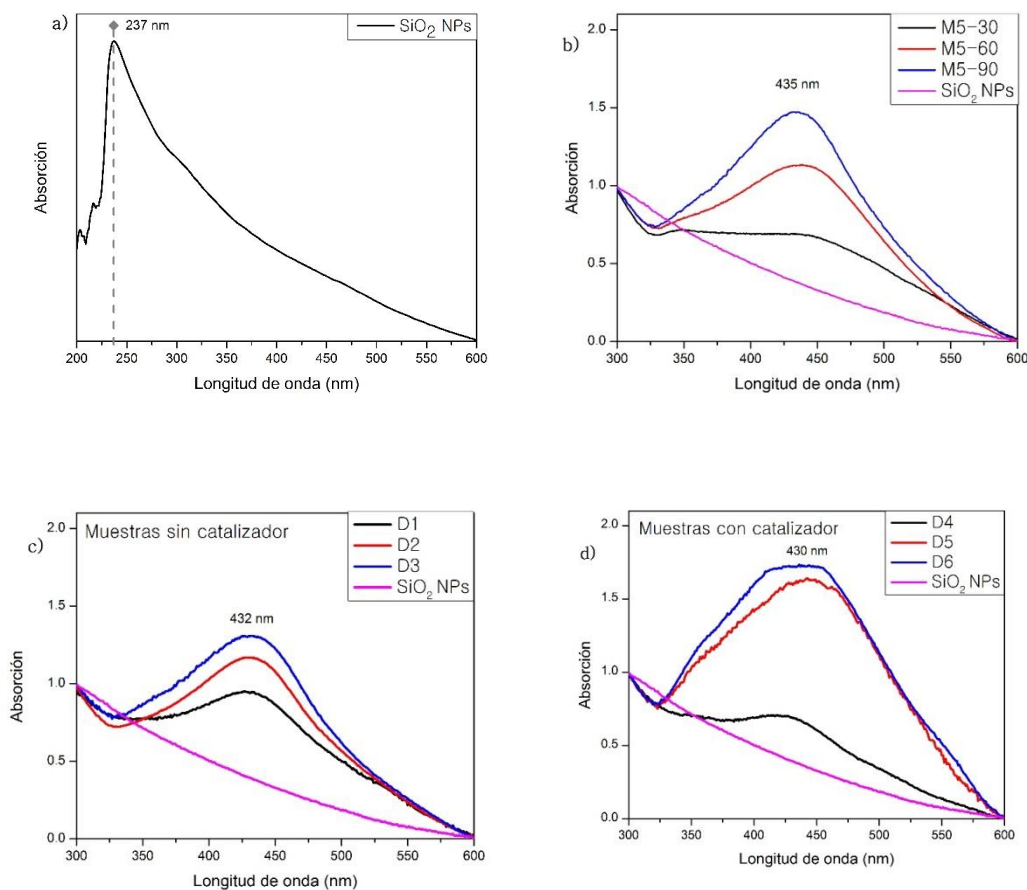 a)
237 nm
SiO2 NPs
Absorción
200 250 300 350 400 450 500 550 600
Longitud de onda (nm)
b)
M5-30
M5-60
M5-90
SiO2 NPs
435 nm
2.0
1.5
1.0
0.5
0.0
Absorción
300 350 400 450 500 550 600
Longitud de onda (nm)
c)
Muestras sin catalizador
D1
D2
D3
SiO2 NPs
432 nm
2.0
1.5
1.0
0.5
0.0
Absorción
300 350 400 450 500 550 600
Longitud de onda (nm)
d)
Muestras con catalizador
D4
D5
D6
SiO2 NPs
430 nm
2.0
1.5
1.0
0.5
0.0
Absorción
300 350 400 450 500 550 600
Longitud de onda (nm)